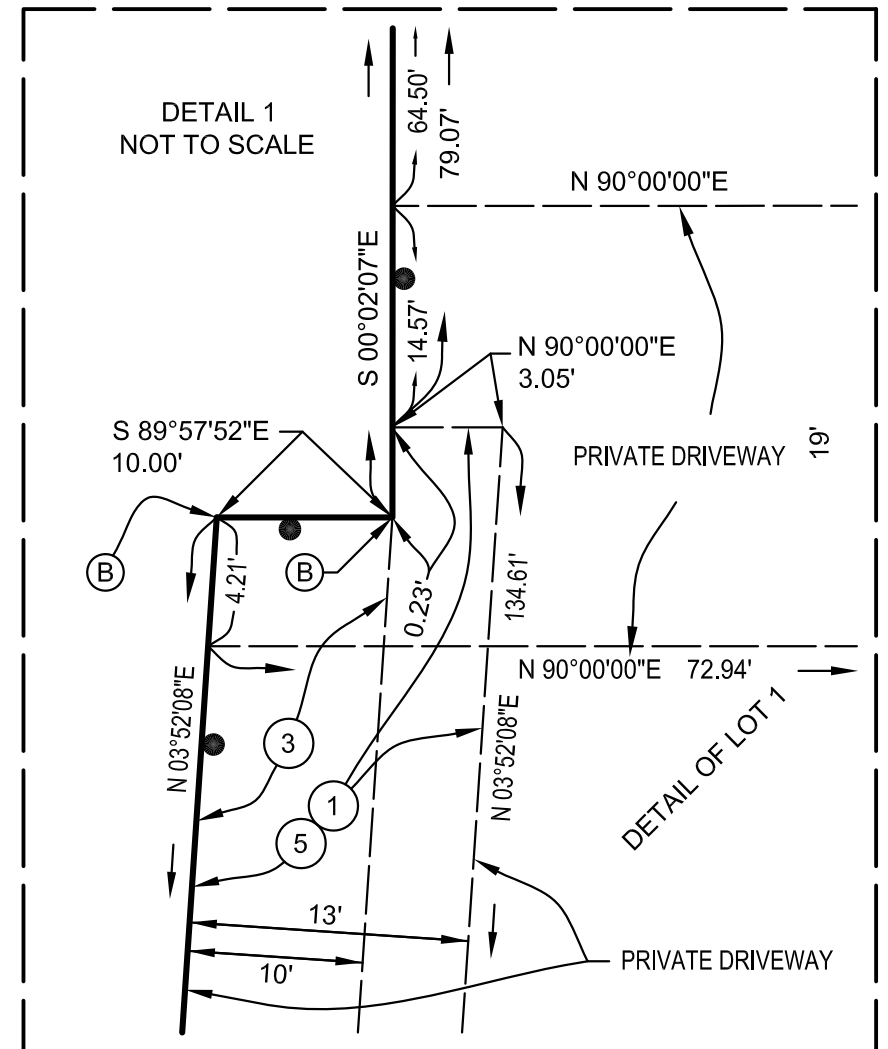 DETAIL 1
NOT TO SCALE
64.50'
79.07'
N 90°00'00"E
S 00°02'07"E
14.57'
N 90°00'00"E
3.05'
S 89°57'52"E
10.00'
PRIVATE DRIVEWAY
19'
B
B
4.21'
0.23'
134.61'
N 90°00'00"E 72.94'
N 03°52'08"E
3
N 03°52'08"E
DETAIL OF LOT 1
1
5
13'
10'
PRIVATE DRIVEWAY